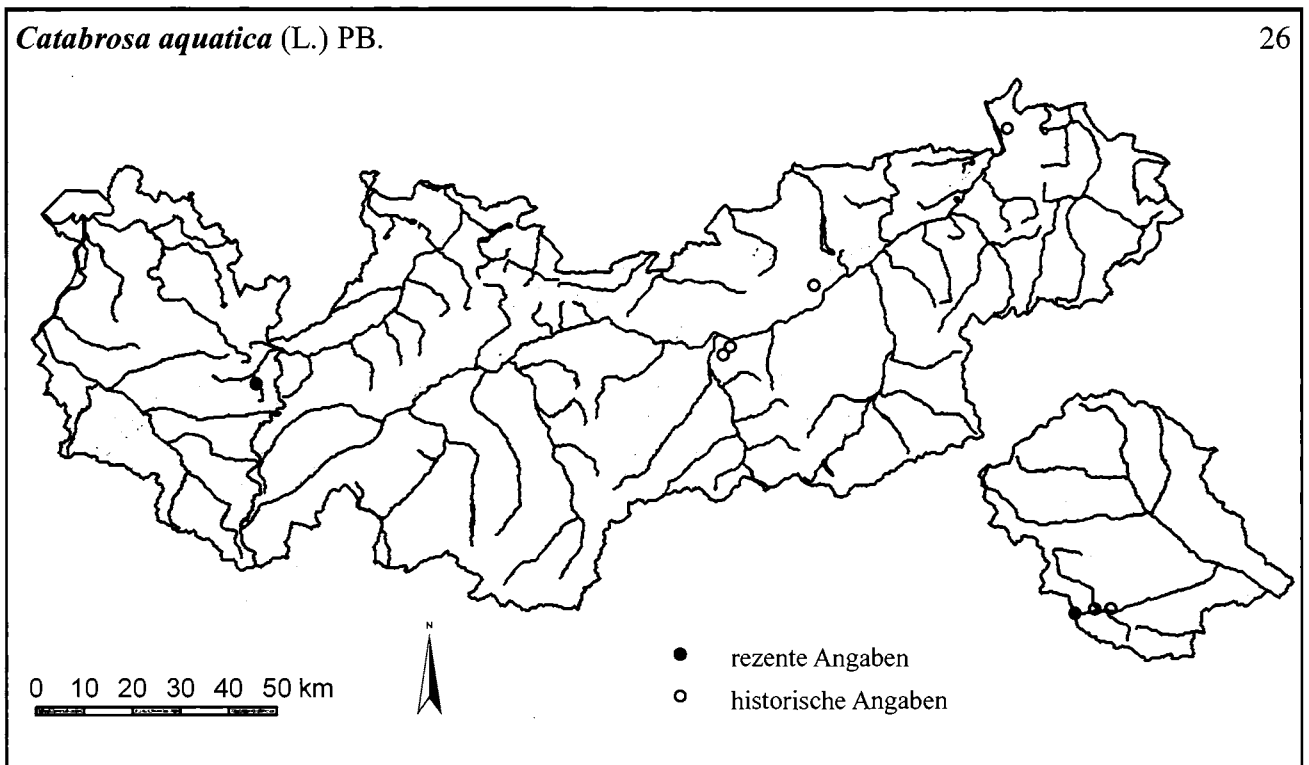 Catabrosa aquatica (L.) PB. 26
N
rezente Angaben
0 10 20 30 40 50 km
historische Angaben